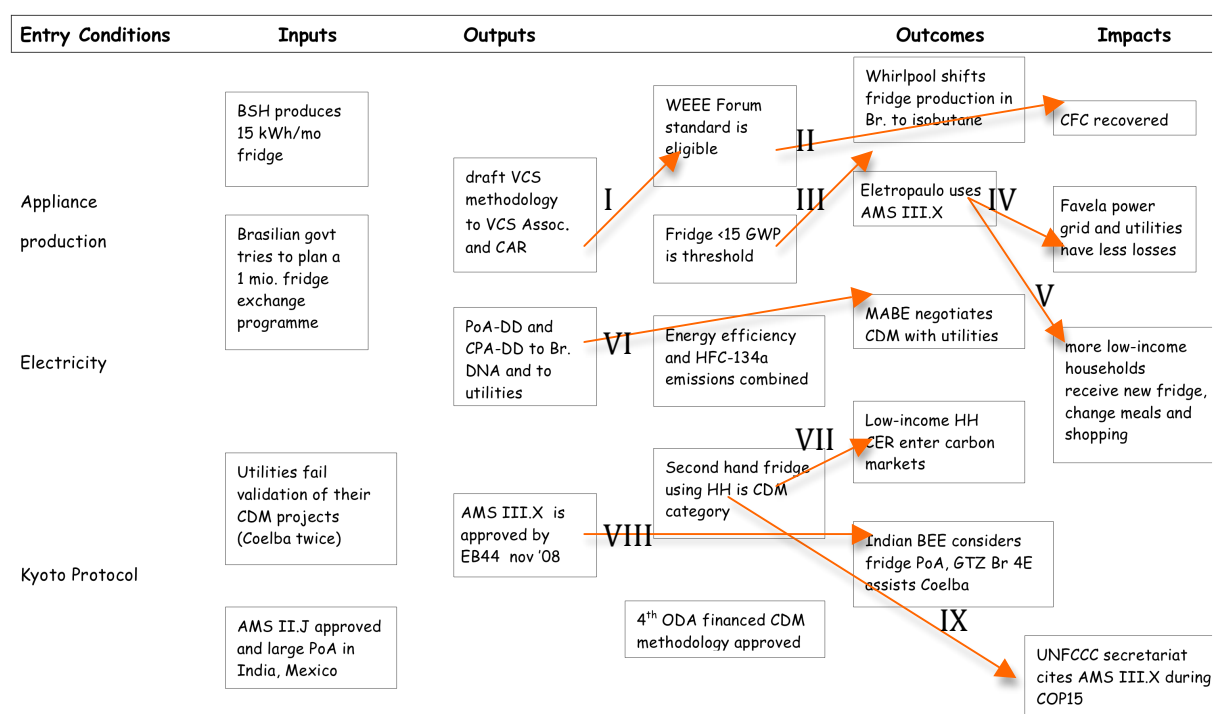 Entry Conditions
Inputs
Outputs
Outcomes
Impacts
Appliance
production
Electricity
Kyoto Protocol
BSH produces
15 kWh/mo
fridge
Brasilian govt
tries to plan a
1 mio. fridge
exchange
programme
Utilities fail
validation of their
CDM projects
(Coelba twice)
AMS II.J approved
and large PoA in
India, Mexico
draft VCS
methodology
to VCS Assoc.
and CAR
PoA-DD and
CPA-DD to Br.
DNA and to
utilities
AMS III.X is
approved by
EB44 nov '08
I
VI
VIII
WEEE Forum
standard is
eligible
Fridge <15 GWP
is threshold
Energy efficiency
and HFC-134a
emissions combined
Second hand fridge
using HH is CDM
category
4th ODA financed CDM
methodology approved
II
III
VII
Whirlpool shifts
fridge production in
Br. to isobutane
Eletropaulo uses
AMS III.X
MABE negotiates
CDM with utilities
Low-income HH
CER enter carbon
markets
Indian BEE considers
fridge PoA, GTZ Br 4E
assists Coelba
IV
V
IX
CFC recovered
Favela power
grid and utilities
have less losses
more low-income
households
receive new fridge,
change meals and
shopping
UNFCCC secretariat
cites AMS III.X during
COP15